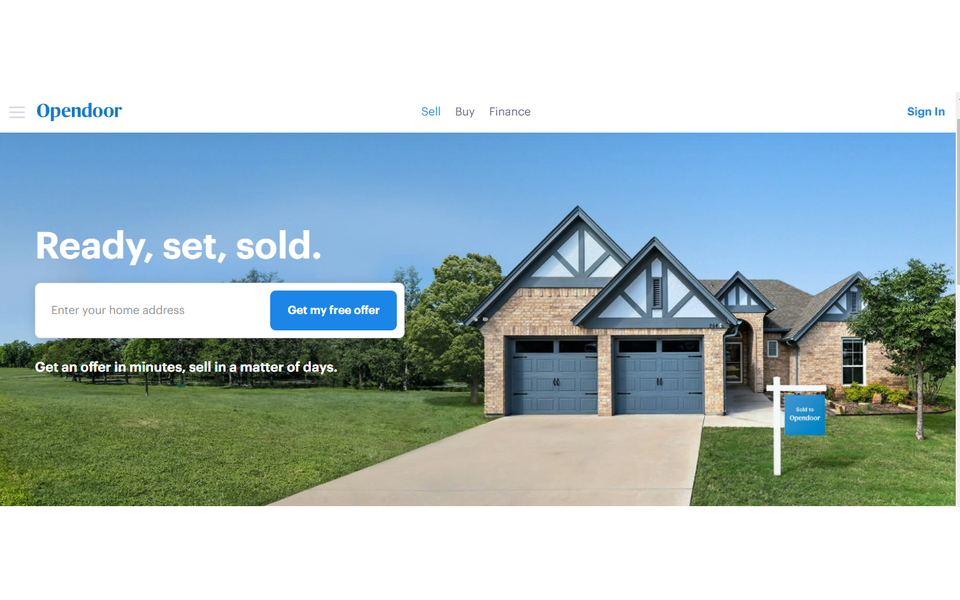 Opendoor
Sell Buy Finance
Sign In
Ready, set, sold.
Enter your home address
Get my free offer
Get an offer in minutes, sell in a matter of days.
Sold to
Opendoor